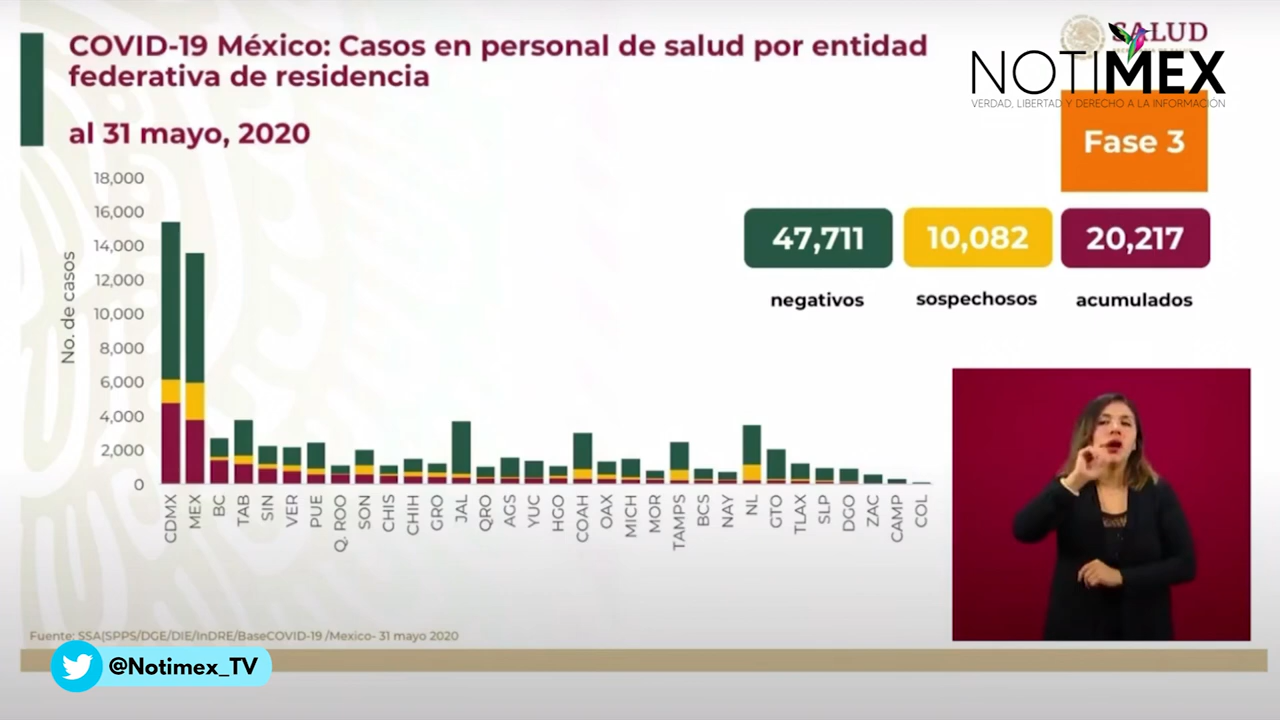 COVID-19 México: Casos en personal de salud por entidad
federativa de residencia
al 31 mayo, 2020
SALUD
NOTIMEX
VERDAD, LIBERTAD Y DERECHO A LA INFORMACIÓN
Fase 3
47,711
10,082
20,217
negativos
sospechosos
acumulados
No. de casos
18,000
16,000
14,000
12,000
10,000
8,000
6,000
4,000
2,000
0
CDMX
MEX
BC
TAB
SIN
VER
PUE
Q. ROO
SON
CHIS
CHIH
GRO
JAL
QRO
AGS
YUC
HGO
COAH
OAX
MICH
MOR
TAMPS
BCS
NAY
NL
GTO
TLAX
SLP
DGO
ZAC
CAMP
COL
Fuente: SSA(SPPS/DGE/DIE/InDRE/BaseCOVID-19 /Mexico- 31 mayo 2020
@Notimex_TV